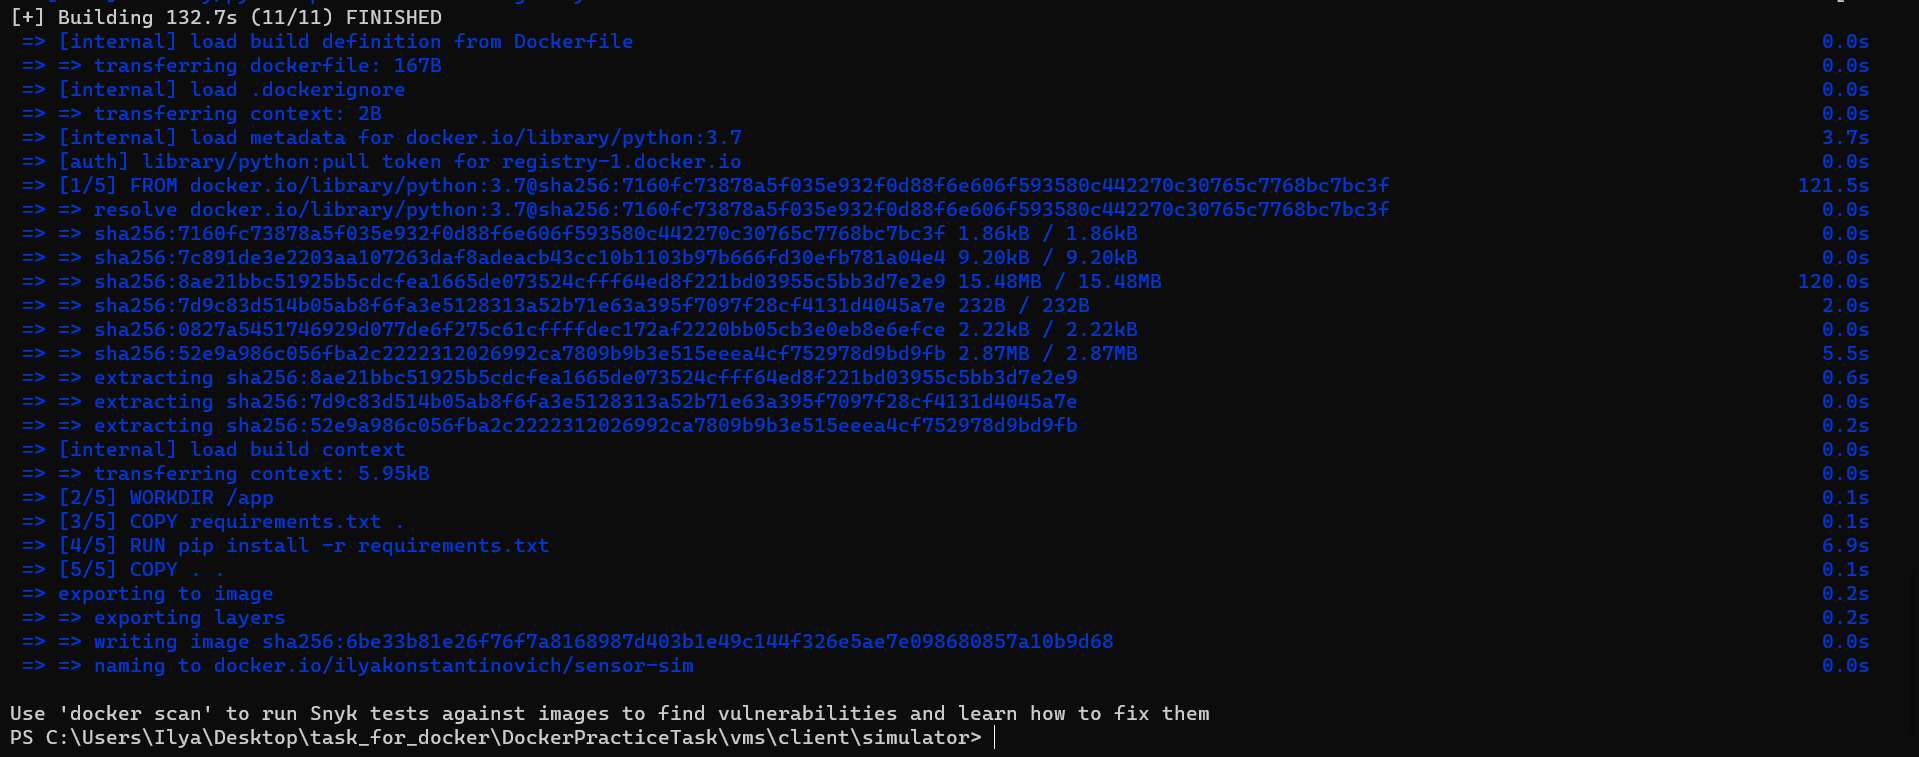 [+] Building 132.7s (11/11) FINISHED
=> [internal] load build definition from Dockerfile 0.0s
=> => transferring dockerfile: 167B 0.0s
=> [internal] load .dockerignore 0.0s
=> => transferring context: 2B 0.0s
=> [internal] load metadata for docker.io/library/python:3.7 3.7s
=> [auth] library/python:pull token for registry-1.docker.io 0.0s
=> [1/5] FROM docker.io/library/python:3.7@sha256:7160fc73878a5f035e932f0d88f6e606f593580c442270c30765c7768bc7bc3f 121.5s
=> => resolve docker.io/library/python:3.7@sha256:7160fc73878a5f035e932f0d88f6e606f593580c442270c30765c7768bc7bc3f 0.0s
=> => sha256:7160fc73878a5f035e932f0d88f6e606f593580c442270c30765c7768bc7bc3f 1.86kB / 1.86kB 0.0s
=> => sha256:7c891de3e2203aa107263daf8adeacb43cc10b1103b97b666fd30efb781a04e4 9.20kB / 9.20kB 0.0s
=> => sha256:8ae21bbc51925b5cdcfea1665de073524cfff64ed8f221bd03955c5bb3d7e2e9 15.48MB / 15.48MB 120.0s
=> => sha256:7d9c83d514b05ab8f6fa3e5128313a52b71e63a395f7097f28cf4131d4045a7e 232B / 232B 2.0s
=> => sha256:0827a5451746929d077de6f275c61cffffdec172af2220bb05cb3e0eb8e6efce 2.22kB / 2.22kB 0.0s
=> => sha256:52e9a986c056fba2c2222312026992ca7809b9b3e515eeea4cf752978d9bd9fb 2.87MB / 2.87MB 5.5s
=> => extracting sha256:8ae21bbc51925b5cdcfea1665de073524cfff64ed8f221bd03955c5bb3d7e2e9 0.6s
=> => extracting sha256:7d9c83d514b05ab8f6fa3e5128313a52b71e63a395f7097f28cf4131d4045a7e 0.0s
=> => extracting sha256:52e9a986c056fba2c2222312026992ca7809b9b3e515eeea4cf752978d9bd9fb 0.2s
=> [internal] load build context 0.0s
=> => transferring context: 5.95kB 0.0s
=> [2/5] WORKDIR /app 0.1s
=> [3/5] COPY requirements.txt . 0.1s
=> [4/5] RUN pip install -r requirements.txt 6.9s
=> [5/5] COPY . . 0.1s
=> exporting to image 0.2s
=> => exporting layers 0.2s
=> => writing image sha256:6be33b81e26f76f7a8168987d403b1e49c144f326e5ae7e098680857a10b9d68 0.0s
=> => naming to docker.io/ilyakonstantinovich/sensor-sim 0.0s
Use 'docker scan' to run Snyk tests against images to find vulnerabilities and learn how to fix them
PS C:\Users\Ilya\Desktop\task_for_docker\DockerPracticeTask\vms\client\simulator>